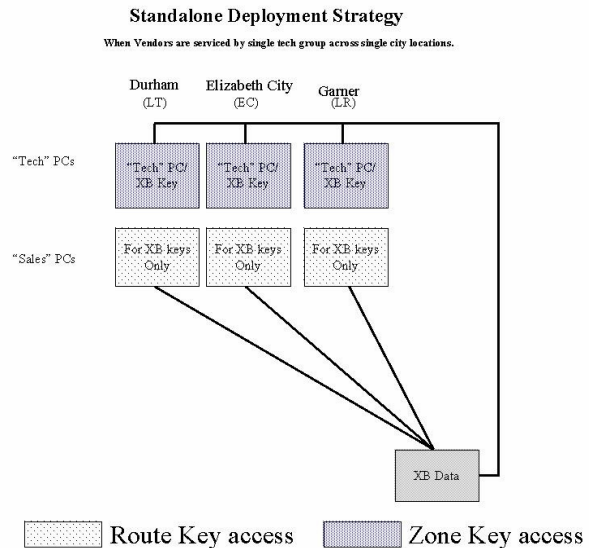 Standalone Deployment Strategy
When Vendors are serviced by single tech group across single city locations.
Durham
(LT)
Elizabeth City
(EC)
Garner
(LR)
"Tech" PCs
"Tech" PC/
XB Key
"Tech" PC/
XB Key
"Tech" PC/
XB Key
"Sales" PCs
For XB keys
Only
For XB keys
Only
For XB keys
Only
XB Data
Route Key access
Zone Key access